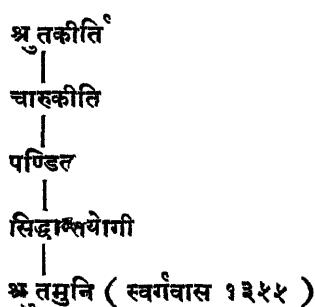 श्रुतकीर्ति
चारुकीति
पण्डित
सिद्धान्तयोगी
श्रुतमुनि ( स्वर्गवास १३५५ )